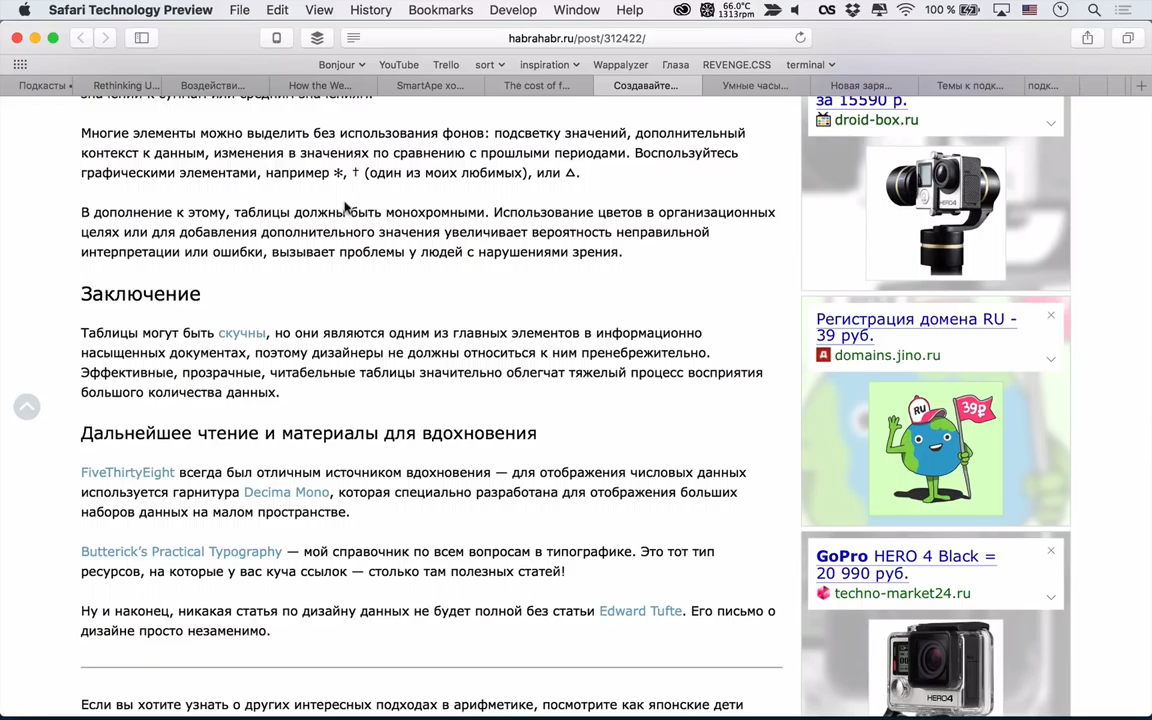 Safari Technology Preview File Edit View History Bookmarks Develop Window Help 66.0°C 1313rpm 100 %
habrahabr.ru/post/312422/
Bonjour YouTube Trello sort inspiration Wappalyzer Глаза REVENGE.CSS terminal
Подкасты • Rethinking U... Воздействи... How the We... SmartApe хо... The cost of f... Создавайте... Умные часы... Новая заря... Темы к подк... подк...
Многие элементы можно выделить без использования фонов: подсветку значений, дополнительный
контекст к данным, изменения в значениях по сравнению с прошлыми периодами. Воспользуйтесь
графическими элементами, например ✻, † (один из моих любимых), или △.
В дополнение к этому, таблицы должны быть монохромными. Использование цветов в организационных
целях или для добавления дополнительного значения увеличивает вероятность неправильной
интерпретации или ошибки, вызывает проблемы у людей с нарушениями зрения.
Заключение
Таблицы могут быть скучны, но они являются одним из главных элементов в информационно
насыщенных документах, поэтому дизайнеры не должны относиться к ним пренебрежительно.
Эффективные, прозрачные, читабельные таблицы значительно облегчат тяжелый процесс восприятия
большого количества данных.
Дальнейшее чтение и материалы для вдохновения
FiveThirtyEight всегда был отличным источником вдохновения — для отображения числовых данных
используется гарнитура Decima Mono, которая специально разработана для отображения больших
наборов данных на малом пространстве.
Butterick's Practical Typography — мой справочник по всем вопросам в типографике. Это тот тип
ресурсов, на которые у вас куча ссылок — столько там полезных статей!
Ну и наконец, никакая статья по дизайну данных не будет полной без статьи Edward Tufte. Его письмо о
дизайне просто незаменимо.
Если вы хотите узнать о других интересных подходах в арифметике, посмотрите как японские дети
за 15590 р.
droid-box.ru
HERO4
Регистрация домена RU -
39 руб.
domains.jino.ru
RU
39₽
GoPro HERO 4 Black =
20 990 руб.
techno-market24.ru
HERO4